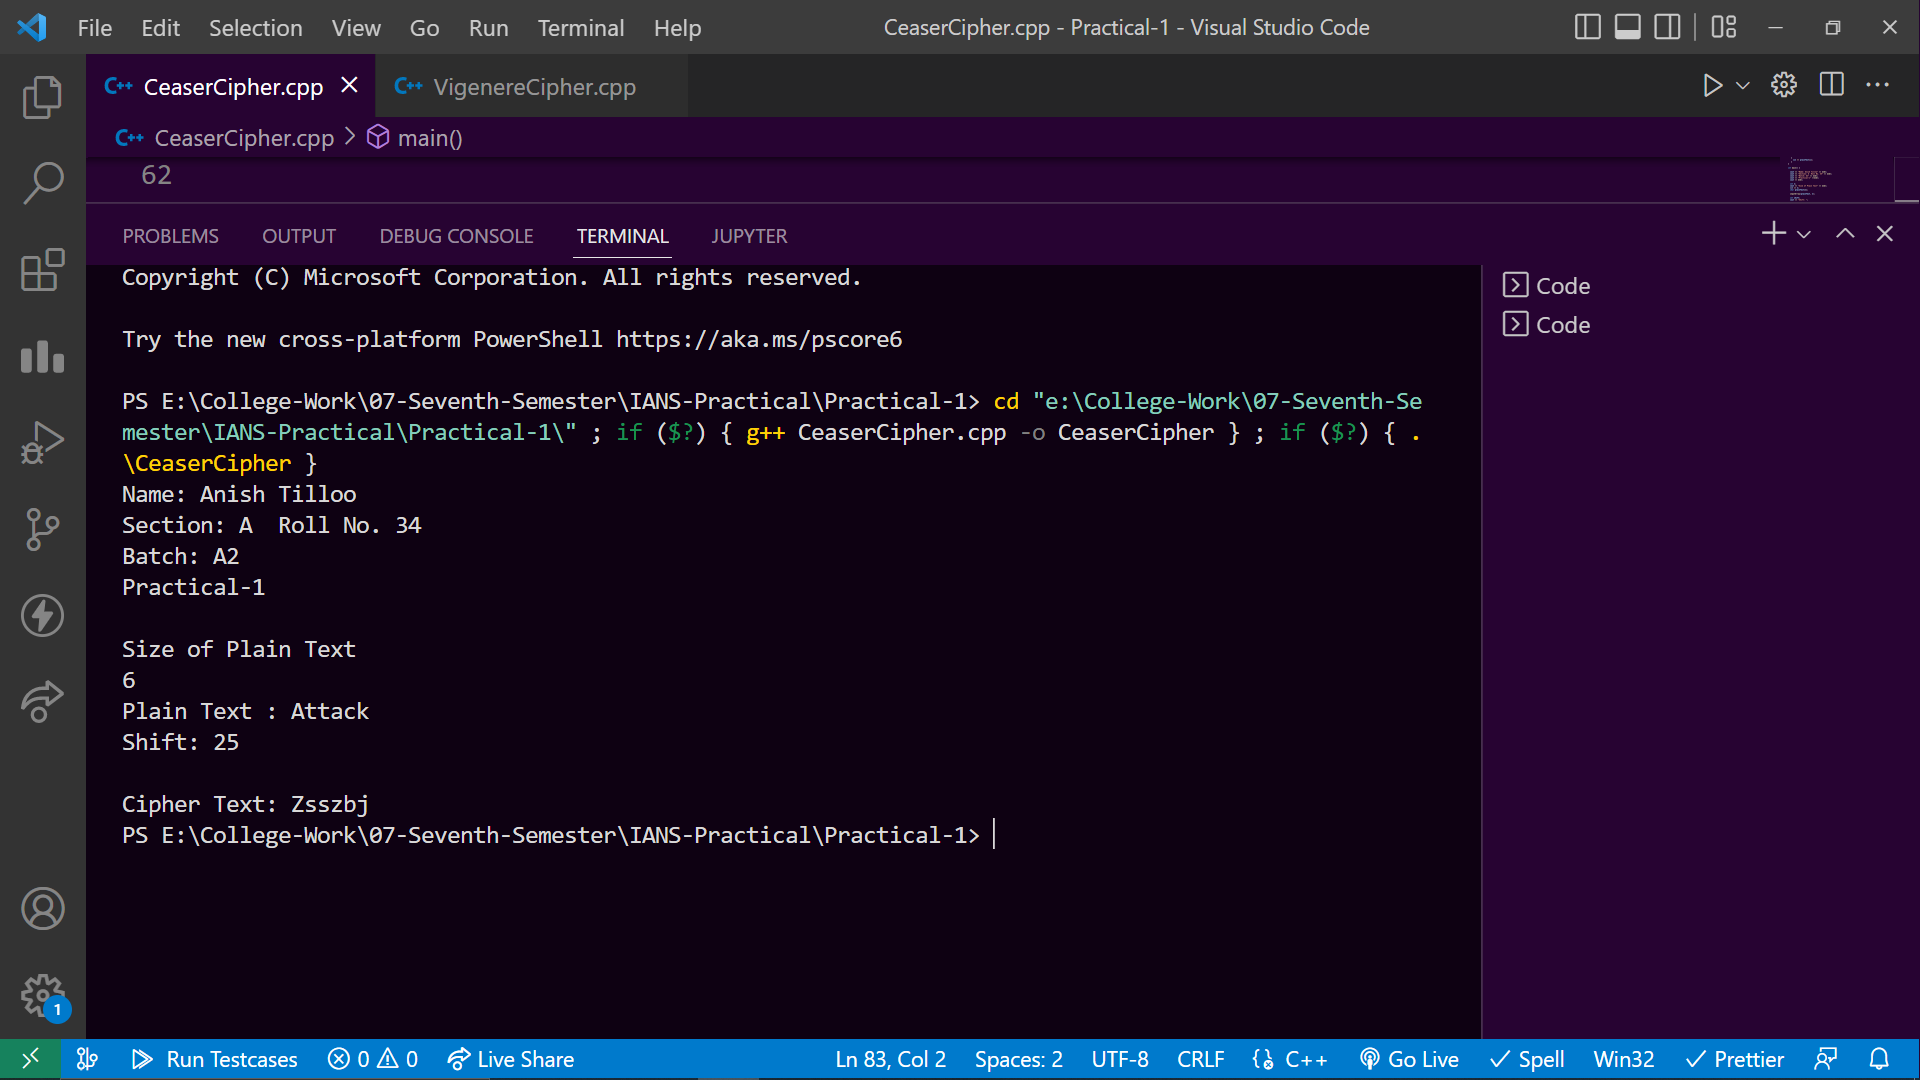 File Edit Selection View Go Run Terminal Help CeaserCipher.cpp - Practical-1 - Visual Studio Code
C++ CeaserCipher.cpp C++ VigenereCipher.cpp
C++ CeaserCipher.cpp > main()
62
PROBLEMS OUTPUT DEBUG CONSOLE TERMINAL JUPYTER
Copyright (C) Microsoft Corporation. All rights reserved.
Code
Code
Try the new cross-platform PowerShell https://aka.ms/pscore6
PS E:\College-Work\07-Seventh-Semester\IANS-Practical\Practical-1> cd "e:\College-Work\07-Seventh-Se
mester\IANS-Practical\Practical-1\" ; if ($?) { g++ CeaserCipher.cpp -o CeaserCipher } ; if ($?) { .
\CeaserCipher }
Name: Anish Tilloo
Section: A  Roll No. 34
Batch: A2
Practical-1
Size of Plain Text
6
Plain Text : Attack
Shift: 25
Cipher Text: Zsszbj
PS E:\College-Work\07-Seventh-Semester\IANS-Practical\Practical-1>
1
Run Testcases 0 0 Live Share Ln 83, Col 2 Spaces: 2 UTF-8 CRLF C++ Go Live Spell Win32 Prettier